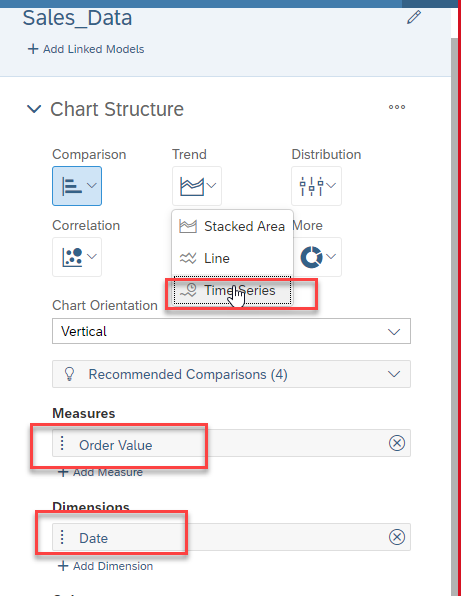 Sales_Data
+ Add Linked Models
Chart Structure
Comparison Trend Distribution
Stacked Area
Correlation More
Line
Time Series
Chart Orientation
Vertical
Recommended Comparisons (4)
Measures
Order Value
+ Add Measure
Dimensions
Date
+ Add Dimension